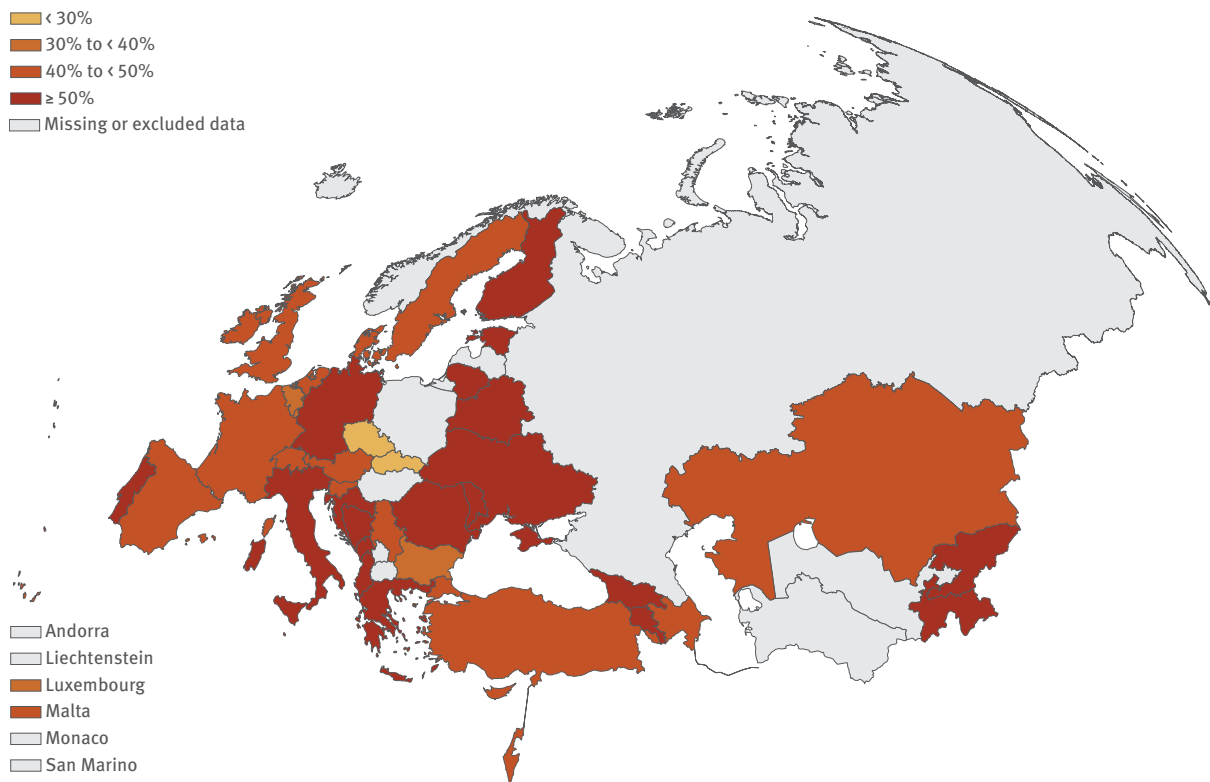 < 30%
30% to < 40%
40% to < 50%
≥ 50%
Missing or excluded data
Andorra
Liechtenstein
Luxembourg
Malta
Monaco
San Marino